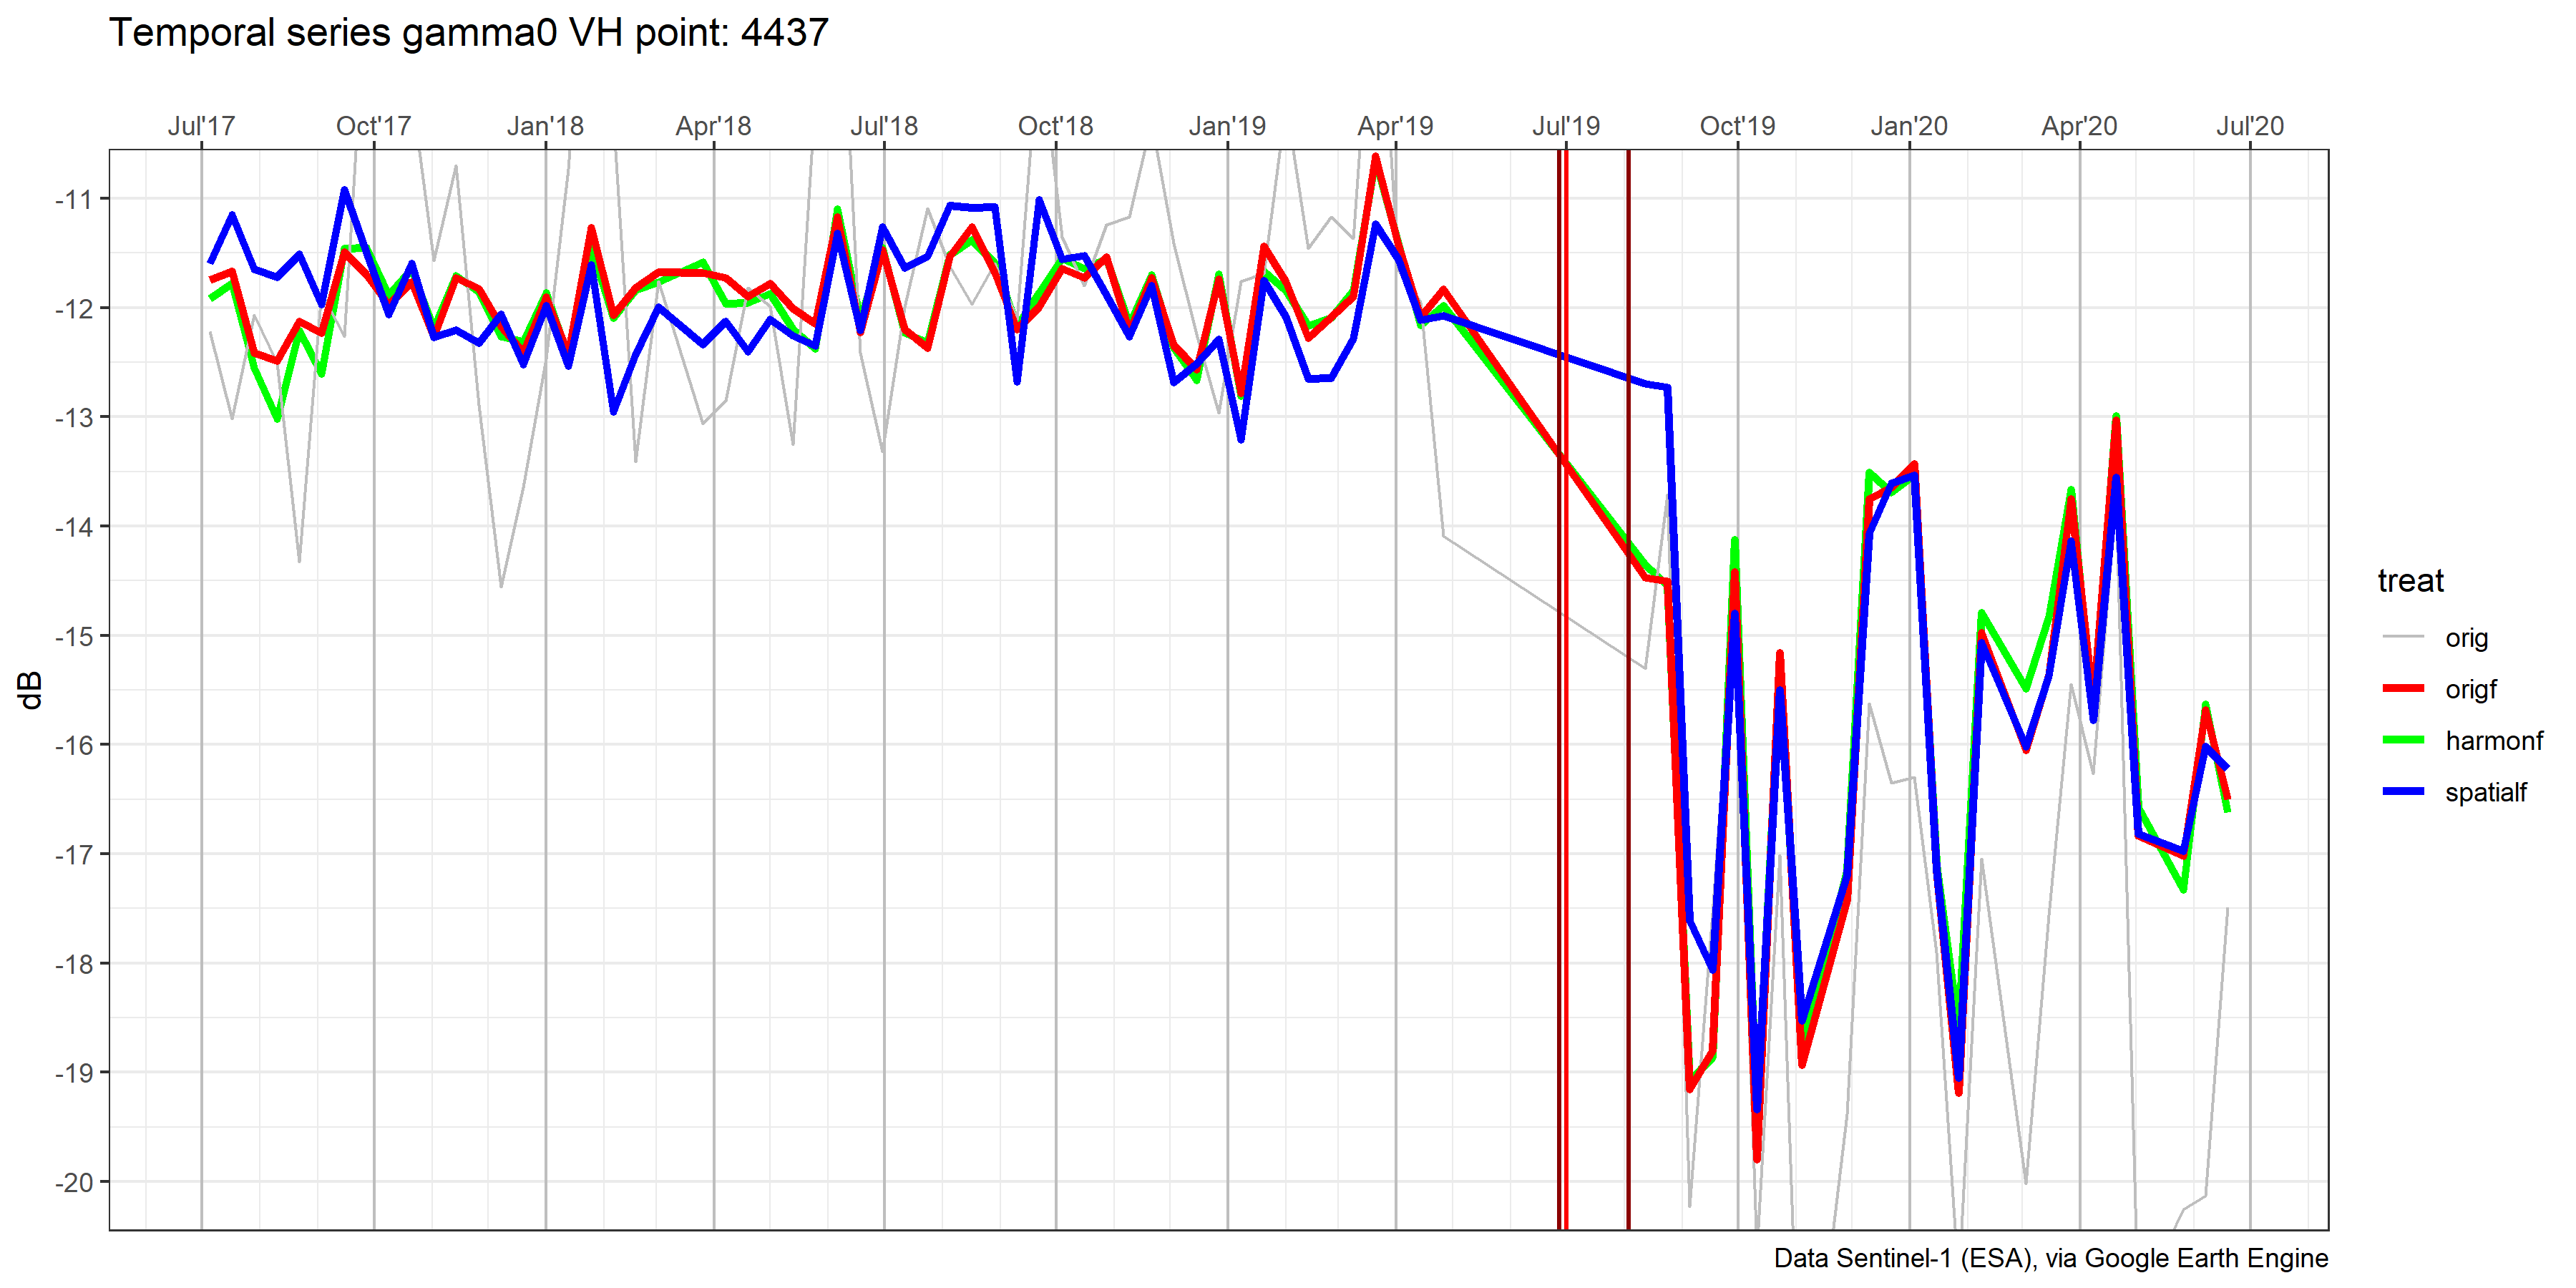 Temporal series gamma0 VH point: 4437
Jul'17 Oct'17 Jan'18 Apr'18 Jul'18 Oct'18 Jan'19 Apr'19 Jul'19 Oct'19 Jan'20 Apr'20 Jul'20
-11
-12
-13
-14
-15
-16
-17
-18
-19
-20
dB
treat
orig
origf
harmonf
spatialf
Data Sentinel-1 (ESA), via Google Earth Engine